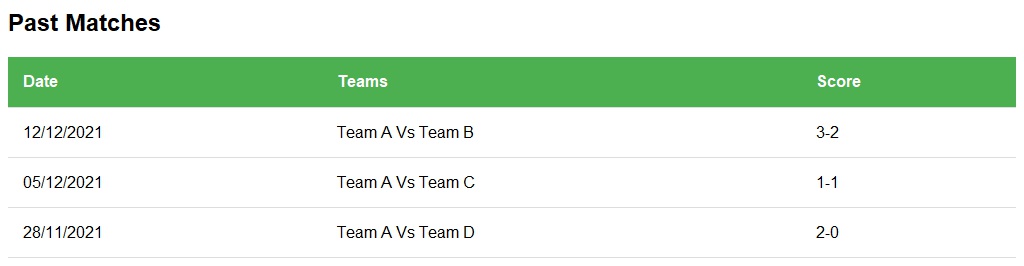 Past Matches
Date Teams Score
12/12/2021 Team A Vs Team B 3-2
05/12/2021 Team A Vs Team C 1-1
28/11/2021 Team A Vs Team D 2-0